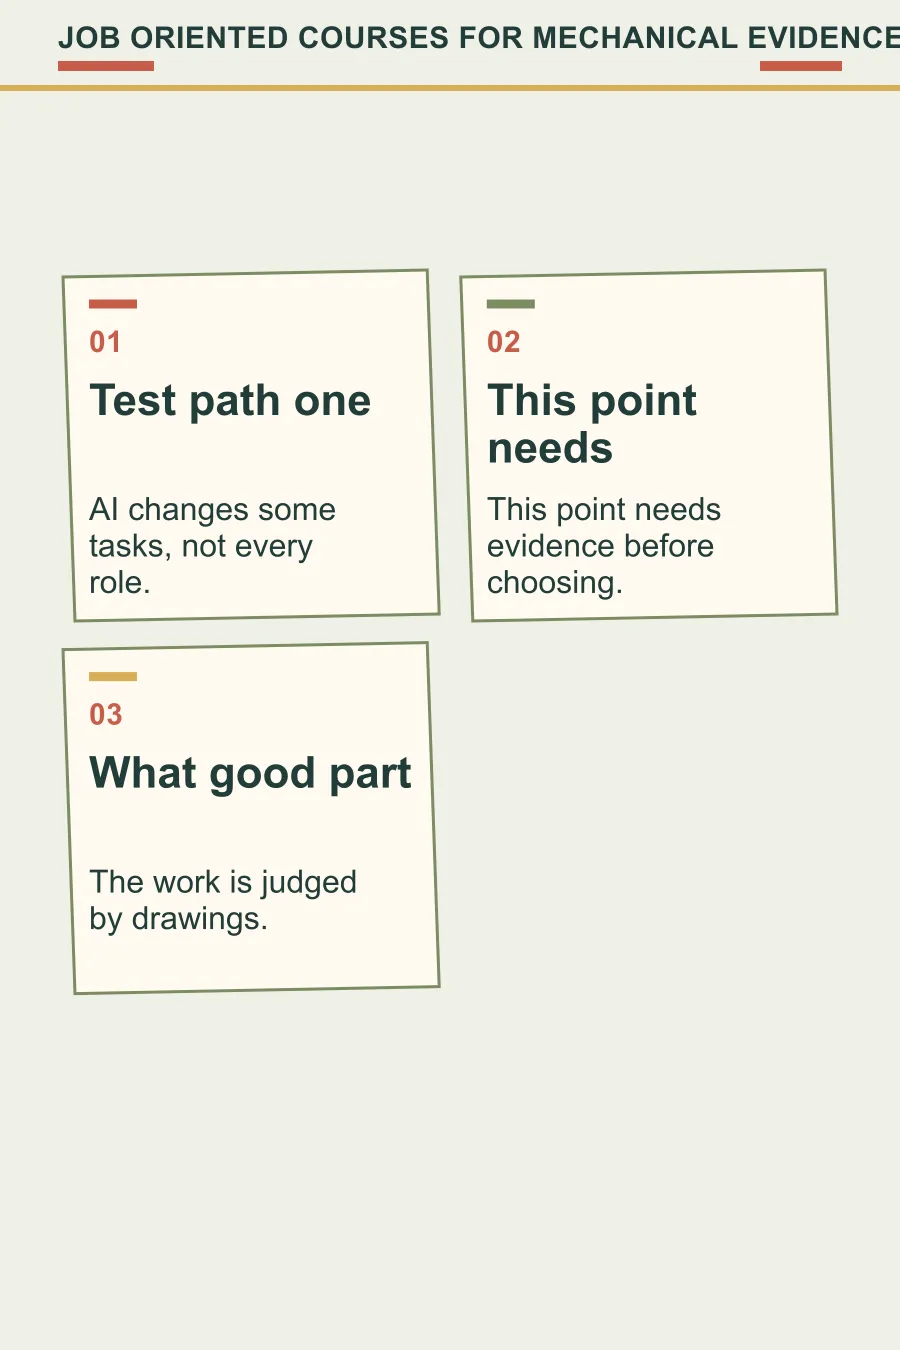 JOB ORIENTED COURSES FOR MECHANICAL EVIDENCE
01
Test path one
AI changes some
tasks, not every
role.
02
This point
needs
This point needs
evidence before
choosing.
03
What good part
The work is judged
by drawings.